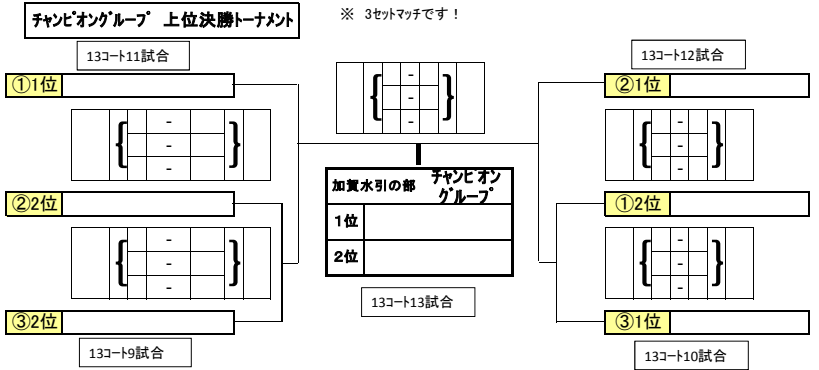 チャンピオングループ 上位決勝トーナメント
※ 3セットマッチです！
13コート11試合
13コート12試合
①1位
②1位
{ - - - }
{ - - - }
{ - - - }
②2位
①2位
加賀水引の部 チャンピオングループ
1位
2位
{ - - - }
{ - - - }
13コート13試合
③2位
③1位
13コート9試合
13コート10試合